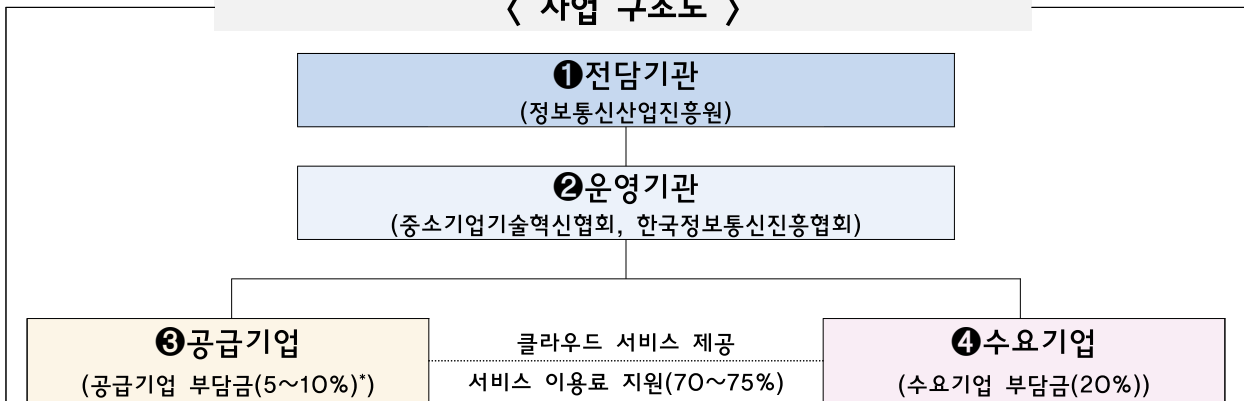 < 사업 구조도 >
❶전담기관
(정보통신산업진흥원)
❷운영기관
(중소기업기술혁신협회, 한국정보통신진흥협회)
❸공급기업
(공급기업 부담금(5~10%)*)
클라우드 서비스 제공
서비스 이용료 지원(70~75%)
❹수요기업
(수요기업 부담금(20%))